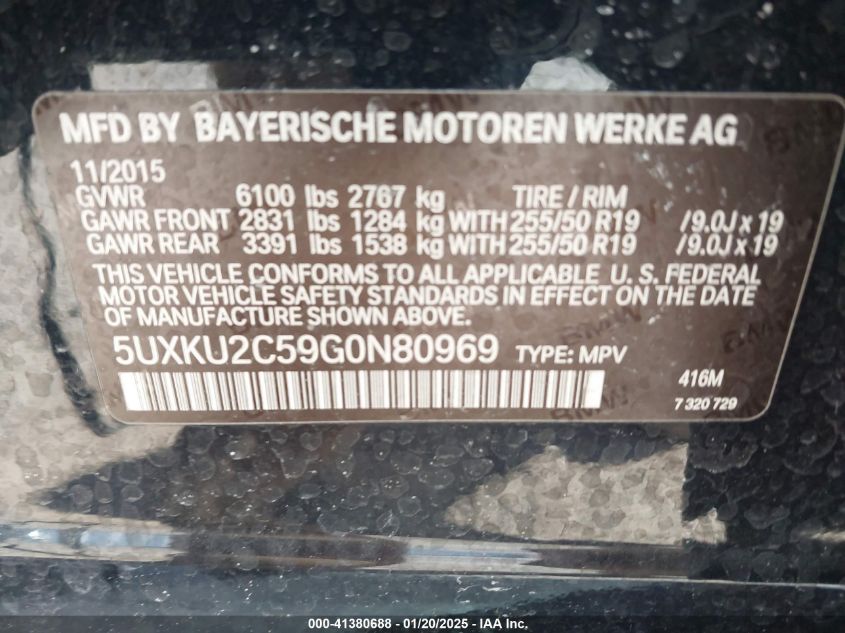 MFD BY BAYERISCHE MOTOREN WERKE AG
11/2015
GVWR 6100 lbs 2767 kg TIRE / RIM
GAWR FRONT 2831 lbs 1284 kg WITH 255/50 R19 /9.0J x 19
GAWR REAR 3391 lbs 1538 kg WITH 255/50 R19 /9.0J x 19
THIS VEHICLE CONFORMS TO ALL APPLICABLE U. S. FEDERAL
MOTOR VEHICLE SAFETY STANDARDS IN EFFECT ON THE DATE
OF MANUFACTURE SHOWN ABOVE.
5UXKU2C59G0N80969 TYPE: MPV
416M
7 320 729
000-41380688 - 01/20/2025 - IAA Inc.